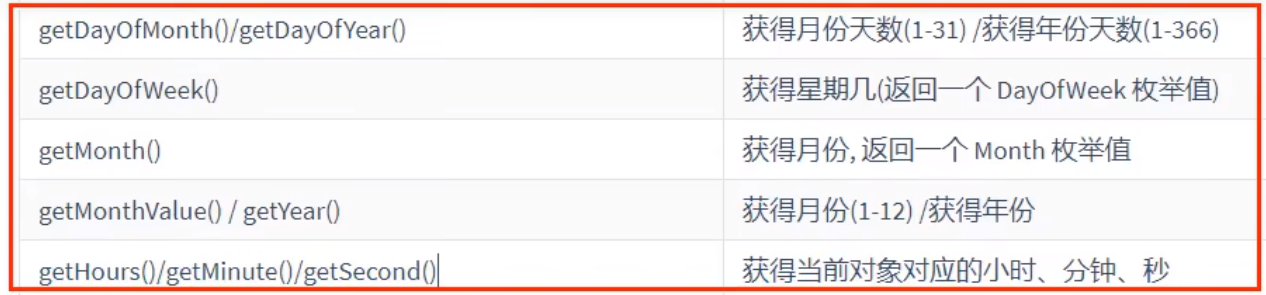 getDayOfMonth()/getDayOfYear() 获得月份天数(1-31) /获得年份天数(1-366)
getDayOfWeek() 获得星期几(返回一个 DayOfWeek 枚举值)
getMonth() 获得月份, 返回一个 Month 枚举值
getMonthValue() / getYear() 获得月份(1-12) /获得年份
getHours()/getMinute()/getSecond() 获得当前对象对应的小时、分钟、秒